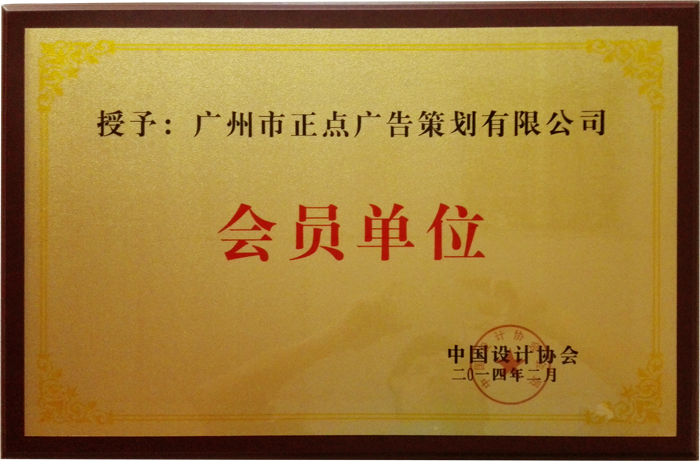 授予：广州市正点广告策划有限公司
会员单位
中国设计协会
二〇一四年二月